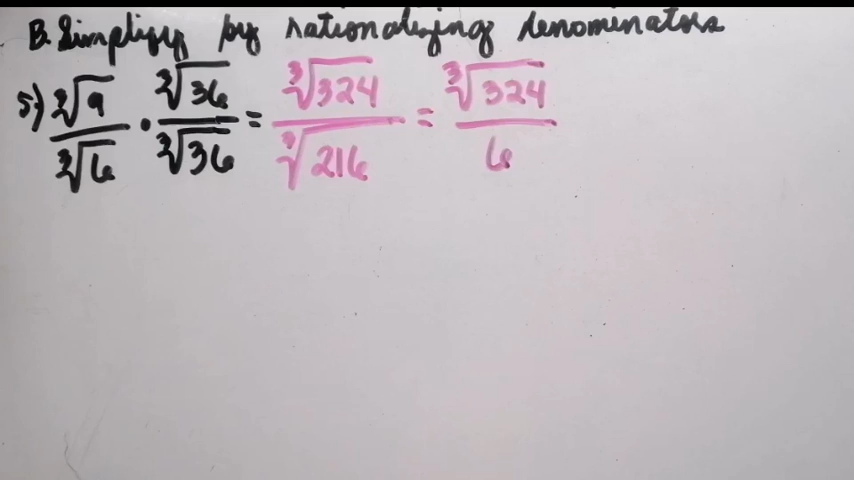 B. Simplify by rationalizing denominators
5.) ∛9/∛6 · ∛36/∛36 = ∛324/∛216 = ∛324/6